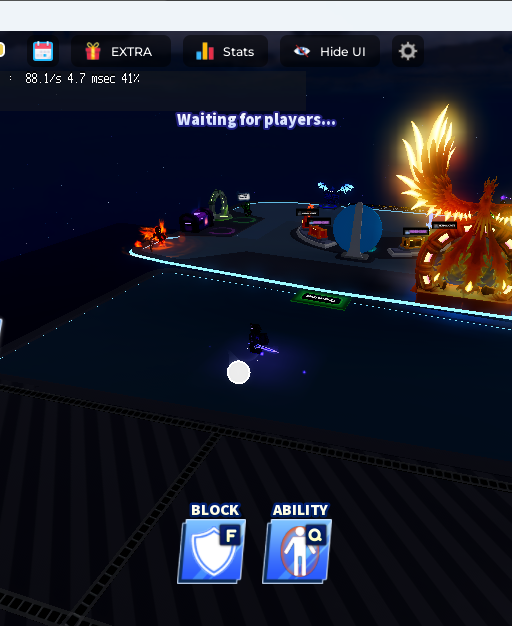 EXTRA
Stats
Hide UI
: 88.1/s 4.7 msec 41%
Waiting for players...
BLOCK
ABILITY
F
Q